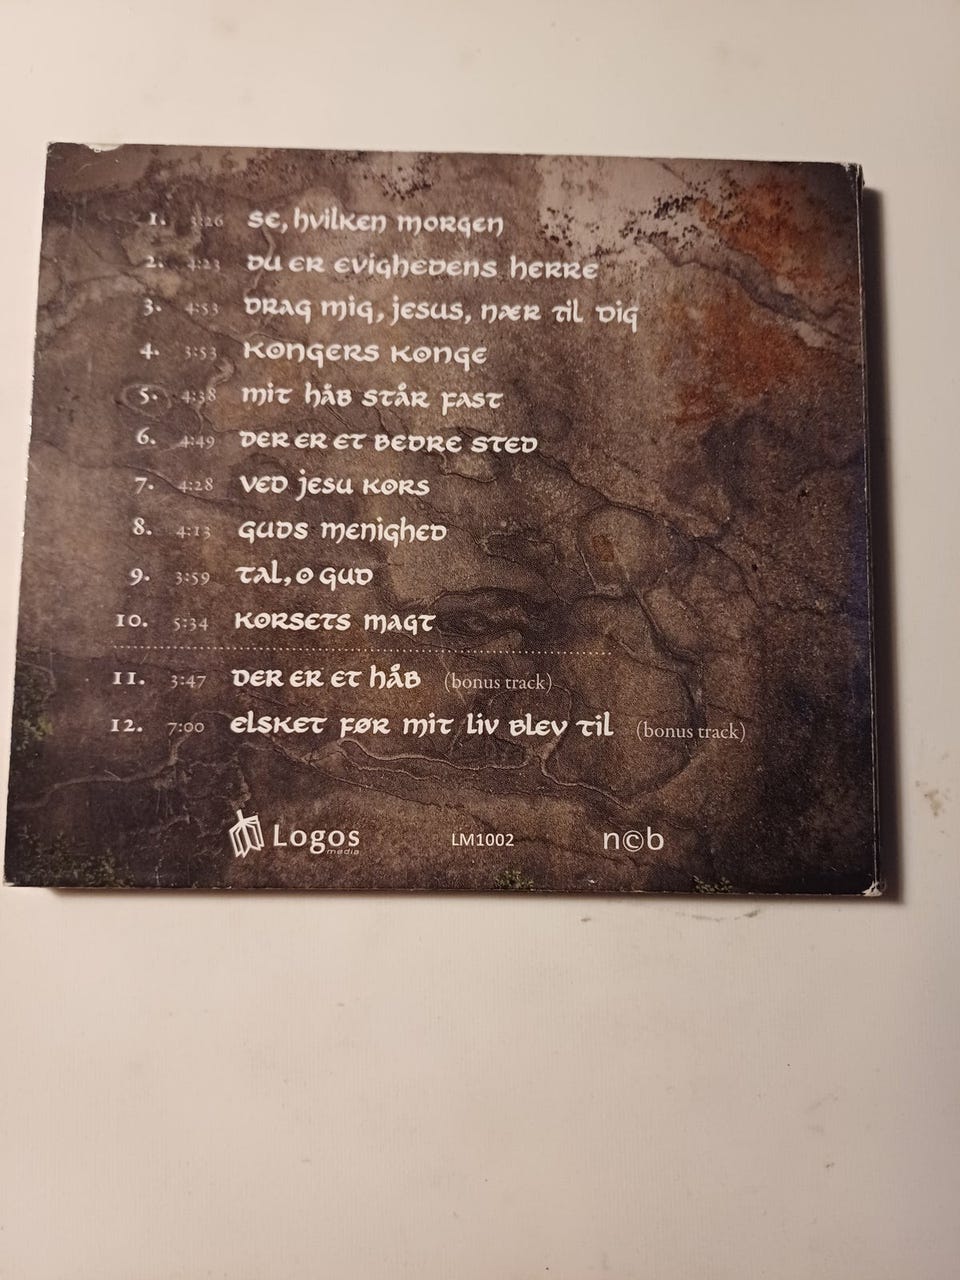 1. 3:26 Se, hvilken morgen
2. 4:23 Du er evighedens Herre
3. 4:53 Drag mig, Jesus, nær til dig
4. 3:53 Kongers Konge
5. 4:38 Mit håb står fast
6. 4:49 Der er et bedre sted
7. 4:28 Ved Jesu kors
8. 4:13 Guds menighed
9. 3:59 Tal, o Gud
10. 5:34 Korsets magt
11. 3:47 Der er et håb (bonus track)
12. 7:00 Elsket før mit liv blev til (bonus track)
Logos media LM1002 n©b